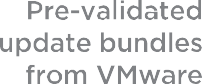 Pre-validated
update bundles
from VMware